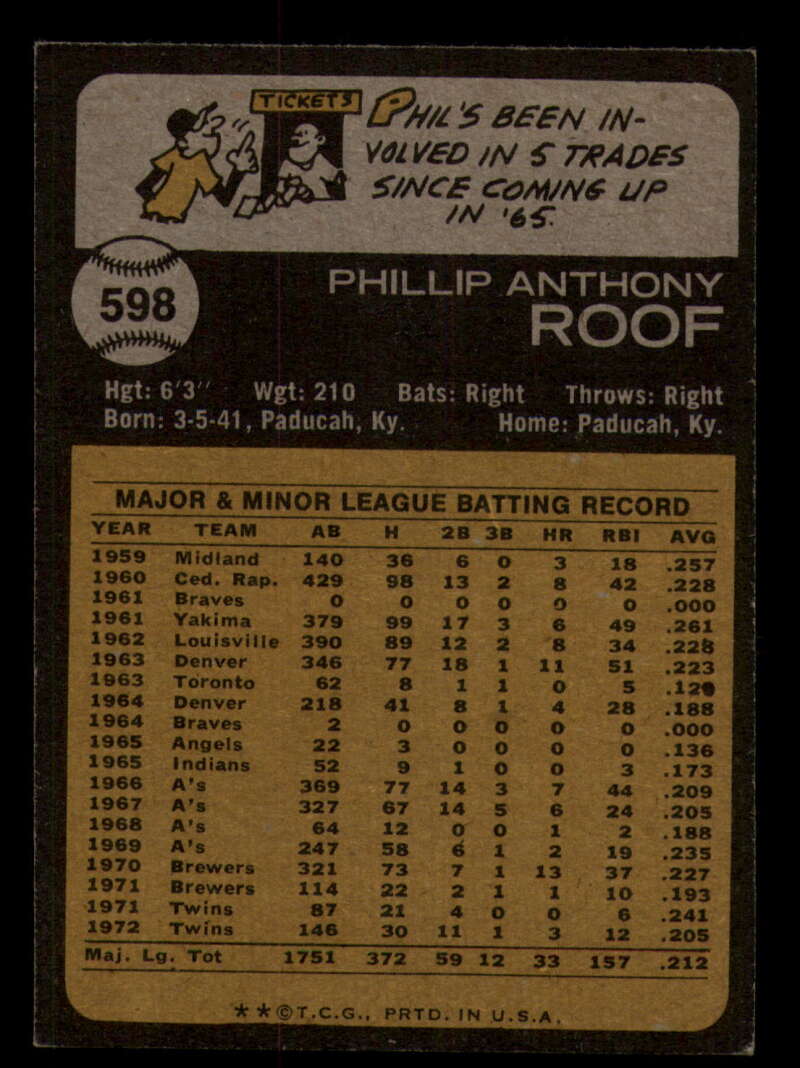 TICKETS
PHIL'S BEEN IN-
VOLVED IN 5 TRADES
SINCE COMING UP
IN '65.
598
PHILLIP ANTHONY
ROOF
Hgt: 6'3" Wgt: 210 Bats: Right Throws: Right
Born: 3-5-41, Paducah, Ky. Home: Paducah, Ky.
MAJOR & MINOR LEAGUE BATTING RECORD
YEAR TEAM AB H 2B 3B HR RBI AVG
1959 Midland 140 36 6 0 3 18 .257
1960 Ced. Rap. 429 98 13 2 8 42 .228
1961 Braves 0 0 0 0 0 0 .000
1961 Yakima 379 99 17 3 6 49 .261
1962 Louisville 390 89 12 2 8 34 .228
1963 Denver 346 77 18 1 11 51 .223
1963 Toronto 62 8 1 1 0 5 .129
1964 Denver 218 41 8 1 4 28 .188
1964 Braves 2 0 0 0 0 0 .000
1965 Angels 22 3 0 0 0 0 .136
1965 Indians 52 9 1 0 0 3 .173
1966 A's 369 77 14 3 7 44 .209
1967 A's 327 67 14 5 6 24 .205
1968 A's 64 12 0 0 1 2 .188
1969 A's 247 58 6 1 2 19 .235
1970 Brewers 321 73 7 1 13 37 .227
1971 Brewers 114 22 2 1 1 10 .193
1971 Twins 87 21 4 0 0 6 .241
1972 Twins 146 30 11 1 3 12 .205
Maj. Lg. Tot 1751 372 59 12 33 157 .212
★★©T.C.G., PRTD. IN U.S.A.